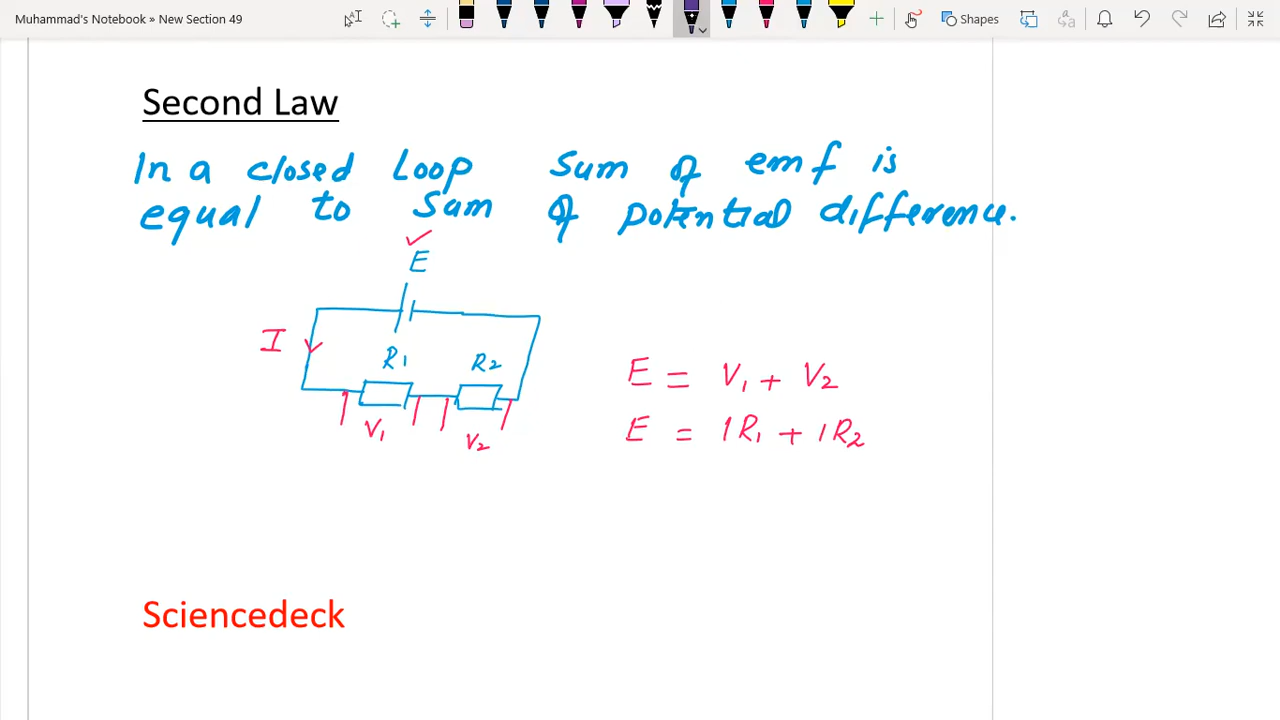 Muhammad's Notebook » New Section 49
Shapes
Second Law
In a closed Loop Sum of emf is
equal to Sum of potential difference.
E
I
R1
R2
V1
V2
E = V1 + V2
E = IR1 + IR2
Sciencedeck